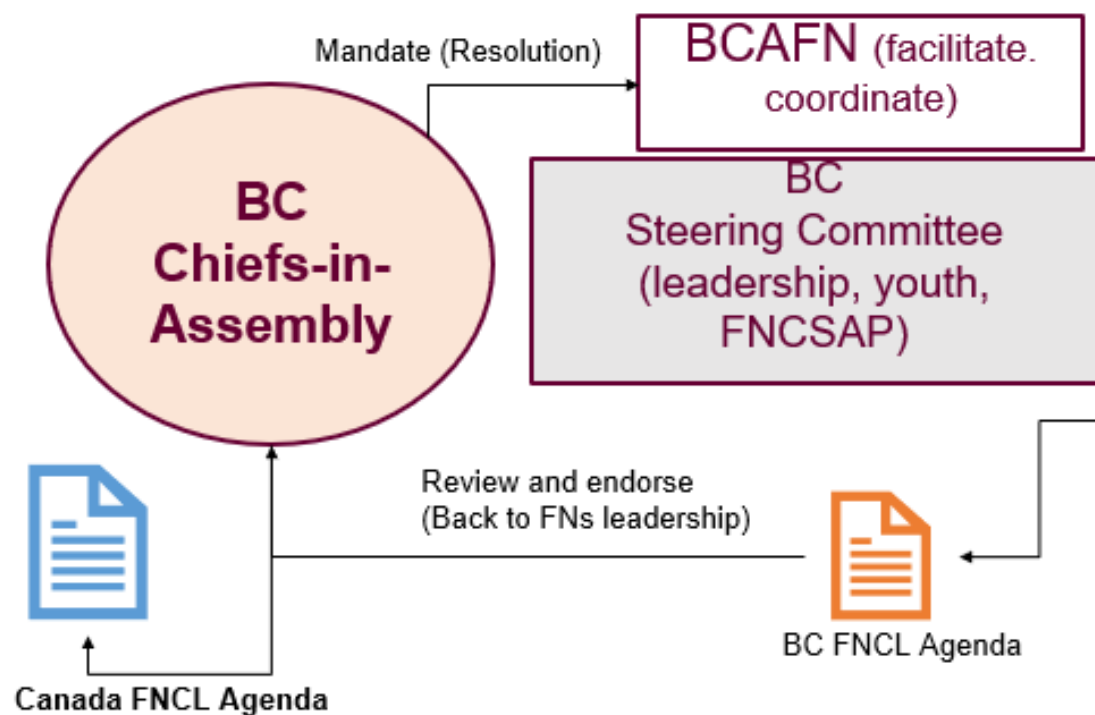 Mandate (Resolution)
BCAFN (facilitate.
coordinate)
BC
Chiefs-in-
Assembly
BC
Steering Committee
(leadership, youth,
FNCSAP)
Review and endorse
(Back to FNs leadership)
BC FNCL Agenda
Canada FNCL Agenda